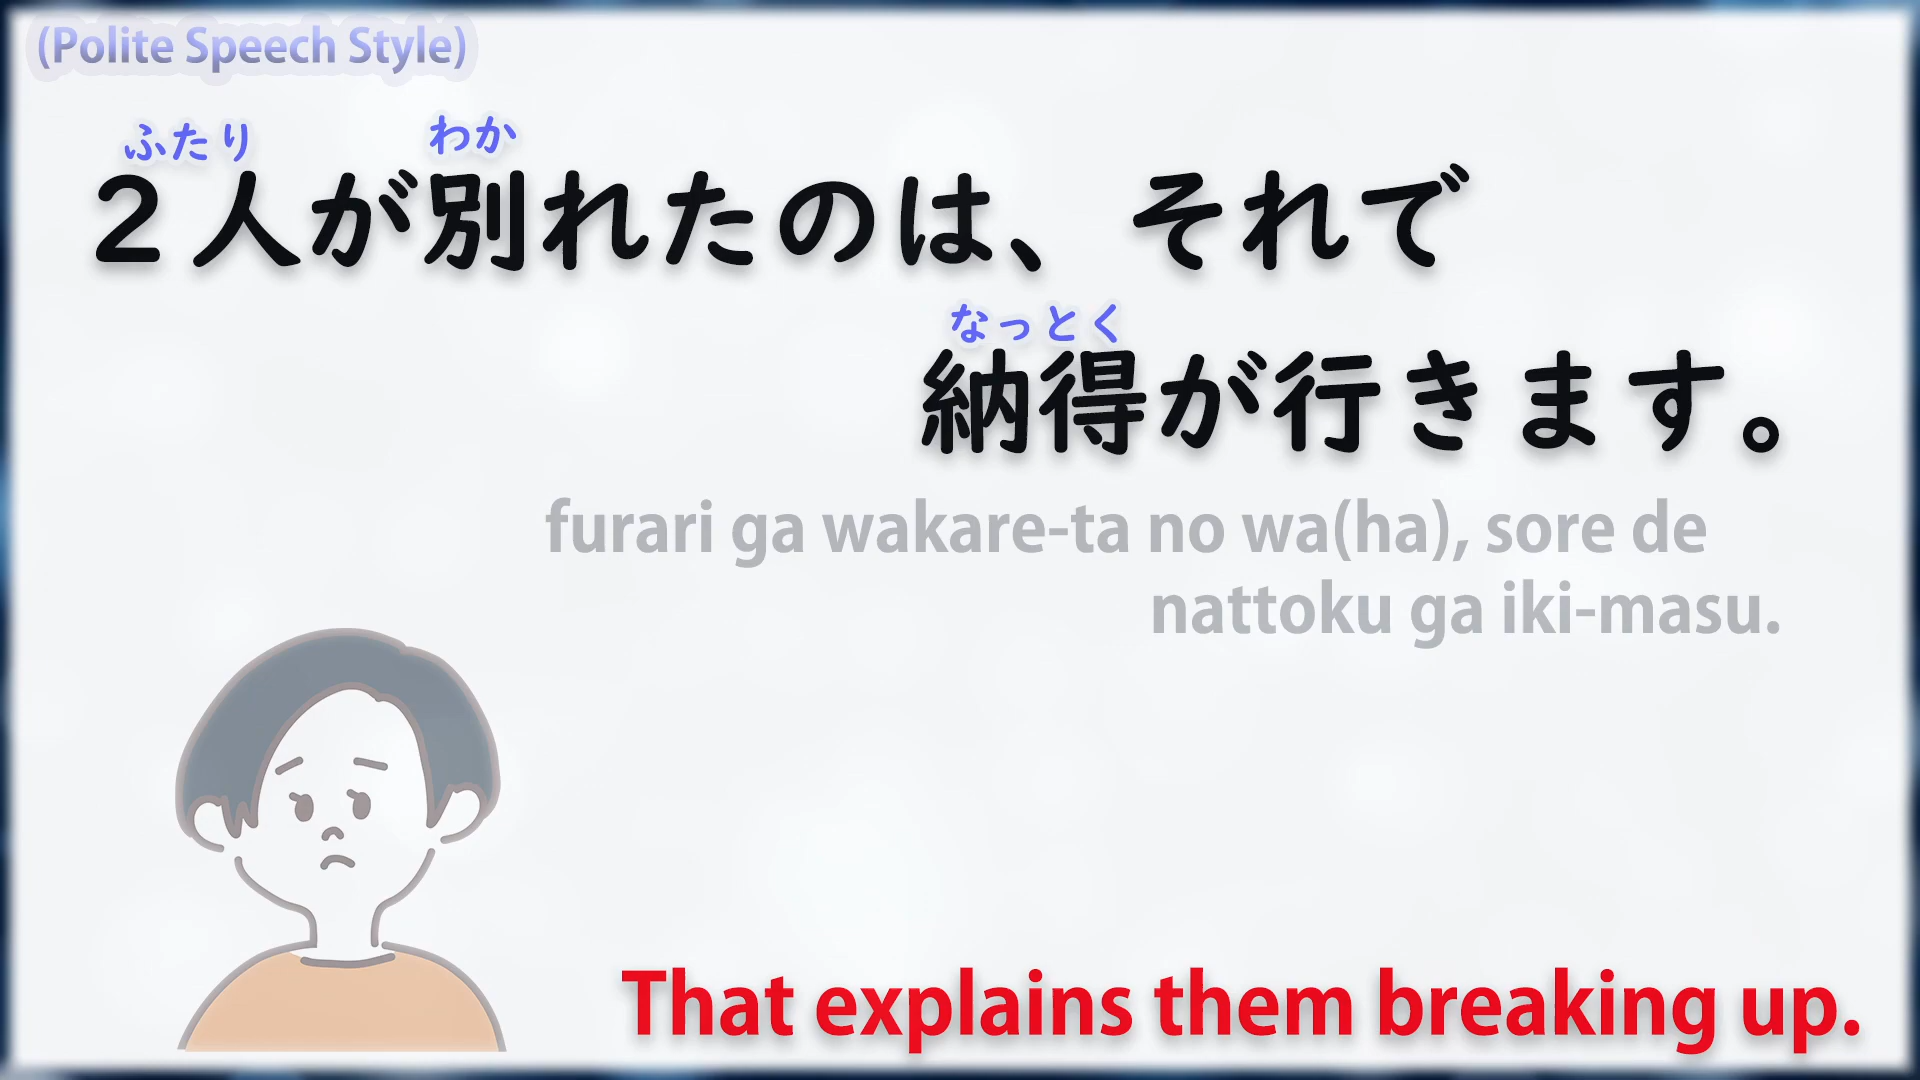 (Polite Speech Style)
ふたり わか
２人が別れたのは、それで
なっとく
納得が行きます。
furari ga wakare-ta no wa(ha), sore de
nattoku ga iki-masu.
That explains them breaking up.